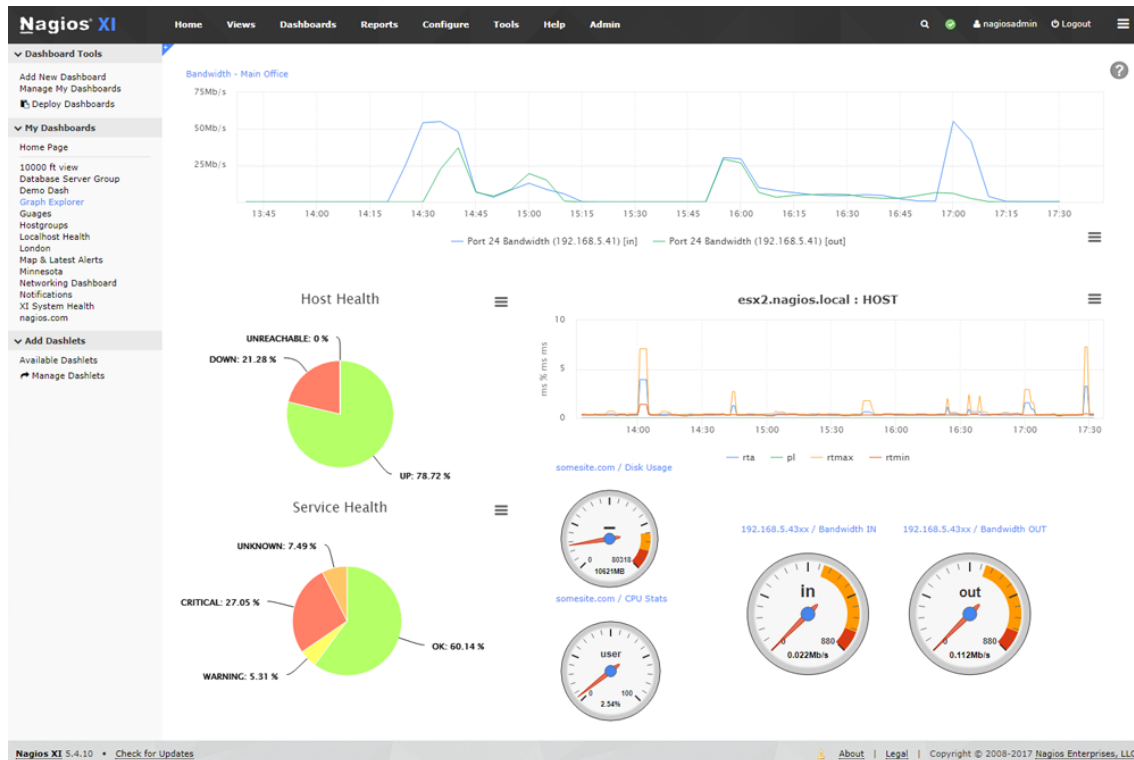 Nagios® XI
Home Views Dashboards Reports Configure Tools Help Admin
nagiosadmin Logout
Dashboard Tools
Add New Dashboard
Manage My Dashboards
Deploy Dashboards
My Dashboards
Home Page
10000 ft view
Database Server Group
Demo Dash
Graph Explorer
Guages
Hostgroups
Localhost Health
London
Map & Latest Alerts
Minnesota
Networking Dashboard
Notifications
XI System Health
nagios.com
Add Dashlets
Available Dashlets
Manage Dashlets
?
Bandwidth - Main Office
75Mb/s
50Mb/s
25Mb/s
13:45 14:00 14:15 14:30 14:45 15:00 15:15 15:30 15:45 16:00 16:15 16:30 16:45 17:00 17:15 17:30
Port 24 Bandwidth (192.168.5.41) [in] Port 24 Bandwidth (192.168.5.41) [out]
Host Health
UNREACHABLE: 0 %
DOWN: 21.28 %
UP: 78.72 %
esx2.nagios.local : HOST
ms % ms ms
10
5
0
14:00 14:30 15:00 15:30 16:00 16:30 17:00 17:30
rta pl rtmax rtmin
Service Health
UNKNOWN: 7.49 %
CRITICAL: 27.05 %
OK: 60.14 %
WARNING: 5.31 %
somesite.com / Disk Usage
0 80318
10621MB
somesite.com / CPU Stats
user
0 100
2.54%
192.168.5.43xx / Bandwidth IN
in
0 880
0.022Mb/s
192.168.5.43xx / Bandwidth OUT
out
0 880
0.112Mb/s
Nagios XI 5.4.10 • Check for Updates
About | Legal | Copyright © 2008-2017 Nagios Enterprises, LLC